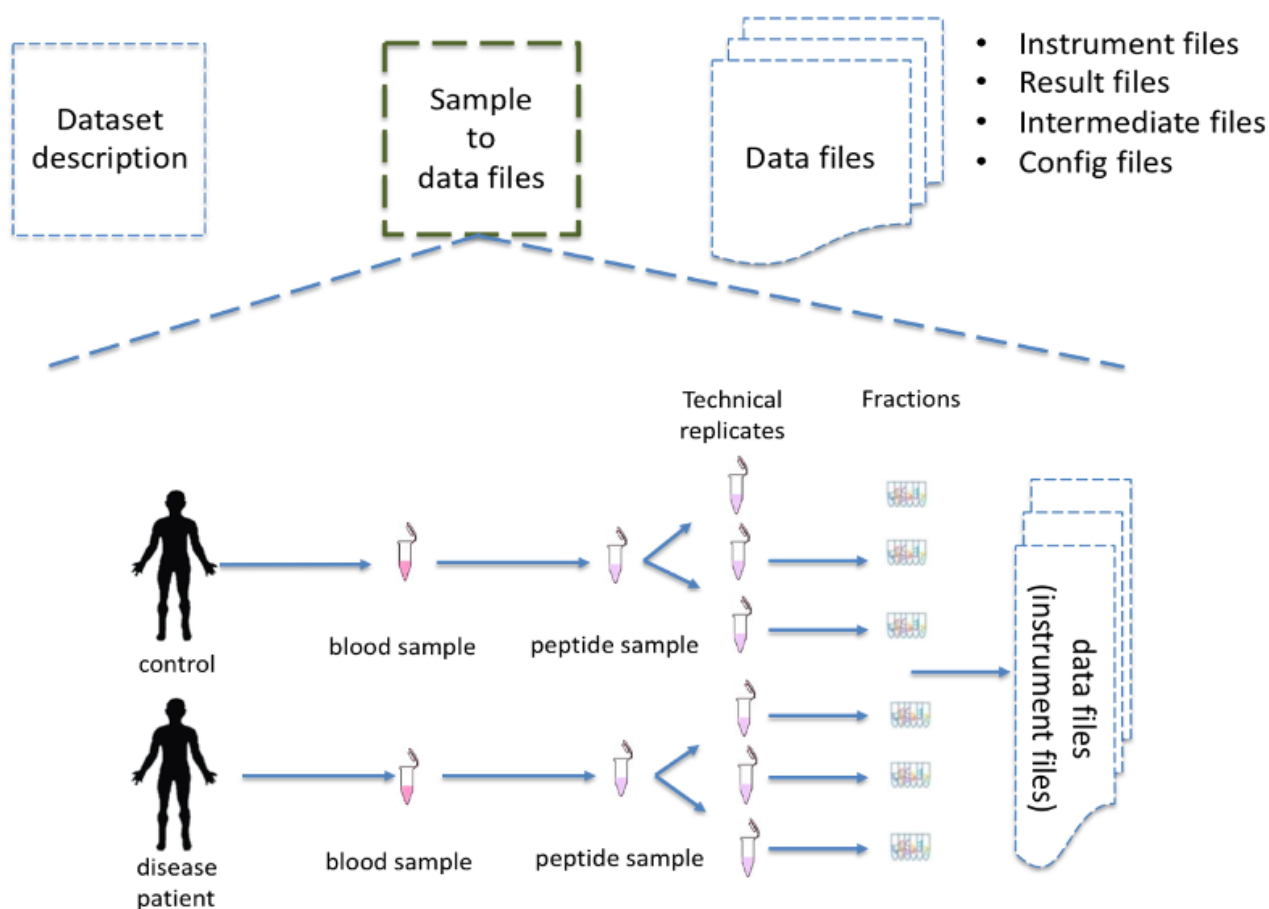 Dataset
description
Sample
to
data files
Data files
• Instrument files
• Result files
• Intermediate files
• Config files
Technical
replicates
Fractions
control
blood sample
peptide sample
data files
(instrument files)
disease
patient
blood sample
peptide sample